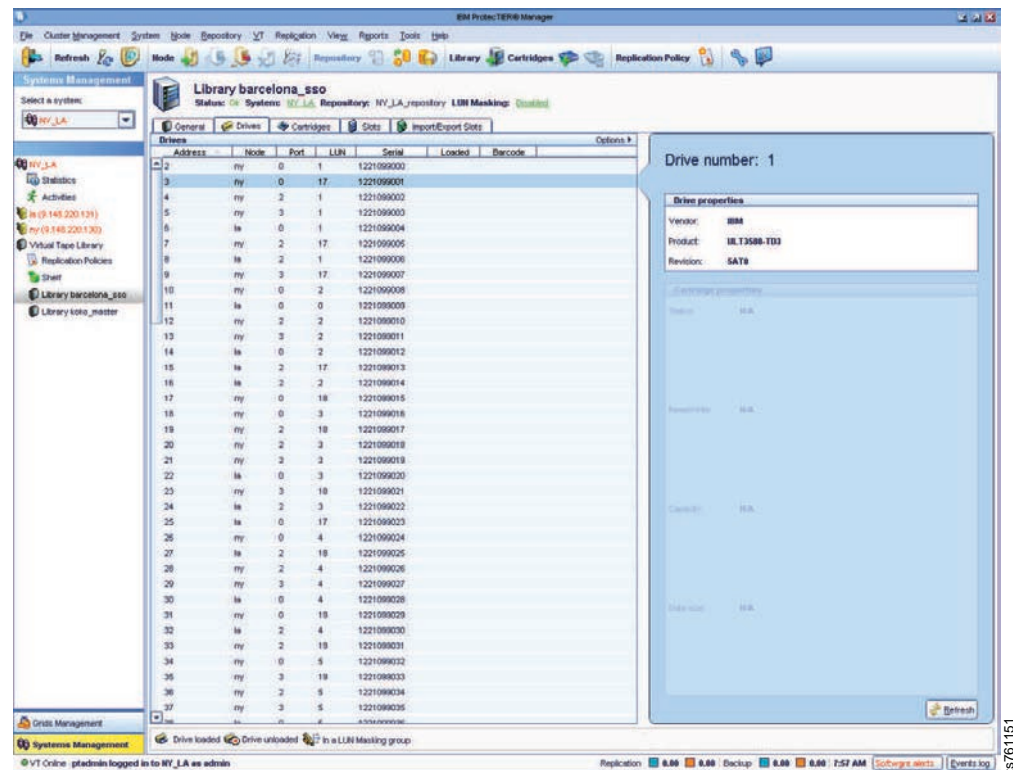 IBM ProtecTIER® Manager
File Cluster Management System Node Repository VT Replication View Reports Tools Help
Refresh Node Repository Library Cartridges Replication Policy
Systems Management
Select a system:
NY_LA
NY_LA
Statistics
Activities
la (9.148.220.131)
ny (9.148.220.130)
Virtual Tape Library
Replication Policies
Shelf
Library barcelona_sso
Library koko_master
Grids Management
Systems Management
Library barcelona_sso
Status: Ok System: NY_LA Repository: NY_LA_repository LUN Masking: Disabled
General Drives Cartridges Slots Import/Export Slots
Drives Options
Address Node Port LUN Serial Loaded Barcode
2 ny 0 1 1221099000
3 ny 0 17 1221099001
4 ny 2 1 1221099002
5 ny 3 1 1221099003
6 la 0 1 1221099004
7 ny 2 17 1221099005
8 la 2 1 1221099006
9 ny 3 17 1221099007
10 ny 0 2 1221099008
11 la 0 0 1221099009
12 ny 2 2 1221099010
13 ny 3 2 1221099011
14 la 0 2 1221099012
15 la 2 17 1221099013
16 la 2 2 1221099014
17 ny 0 18 1221099015
18 ny 0 3 1221099016
19 ny 2 18 1221099017
20 ny 2 3 1221099018
21 ny 3 3 1221099019
22 la 0 3 1221099020
23 ny 3 18 1221099021
24 la 2 3 1221099022
25 la 0 17 1221099023
26 ny 0 4 1221099024
27 la 2 18 1221099025
28 ny 2 4 1221099026
29 ny 3 4 1221099027
30 la 0 4 1221099028
31 ny 0 19 1221099029
32 la 2 4 1221099030
33 ny 2 19 1221099031
34 ny 0 5 1221099032
35 ny 3 19 1221099033
36 ny 2 5 1221099034
37 ny 3 5 1221099035
Drive loaded Drive unloaded In a LUN Masking group
Drive number: 1
Drive properties
Vendor: IBM
Product: ULT3580-TD3
Revision: 5AT0
Cartridge properties
Status: N/A
N/A
Capacity: N/A
Data size: N/A
Refresh
VT Online ptadmin logged in to NY_LA as admin
Replication 0.00 0.00 Backup 0.00 0.00 7:57 AM Software alerts Events log
s761151